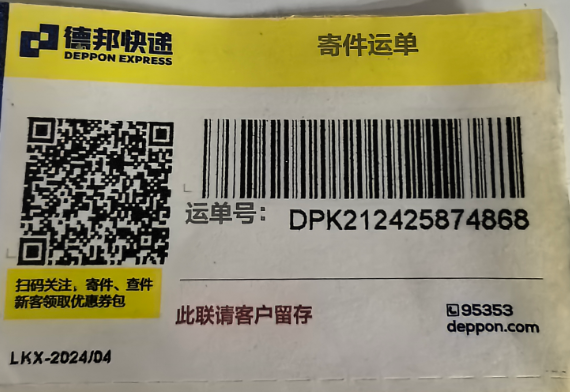 德邦快递
DEPPON EXPRESS
寄件运单
运单号： DPK212425874868
扫码关注，寄件、查件
新客领取优惠券包
此联请客户留存
95353
deppon.com
LKX-2024/04